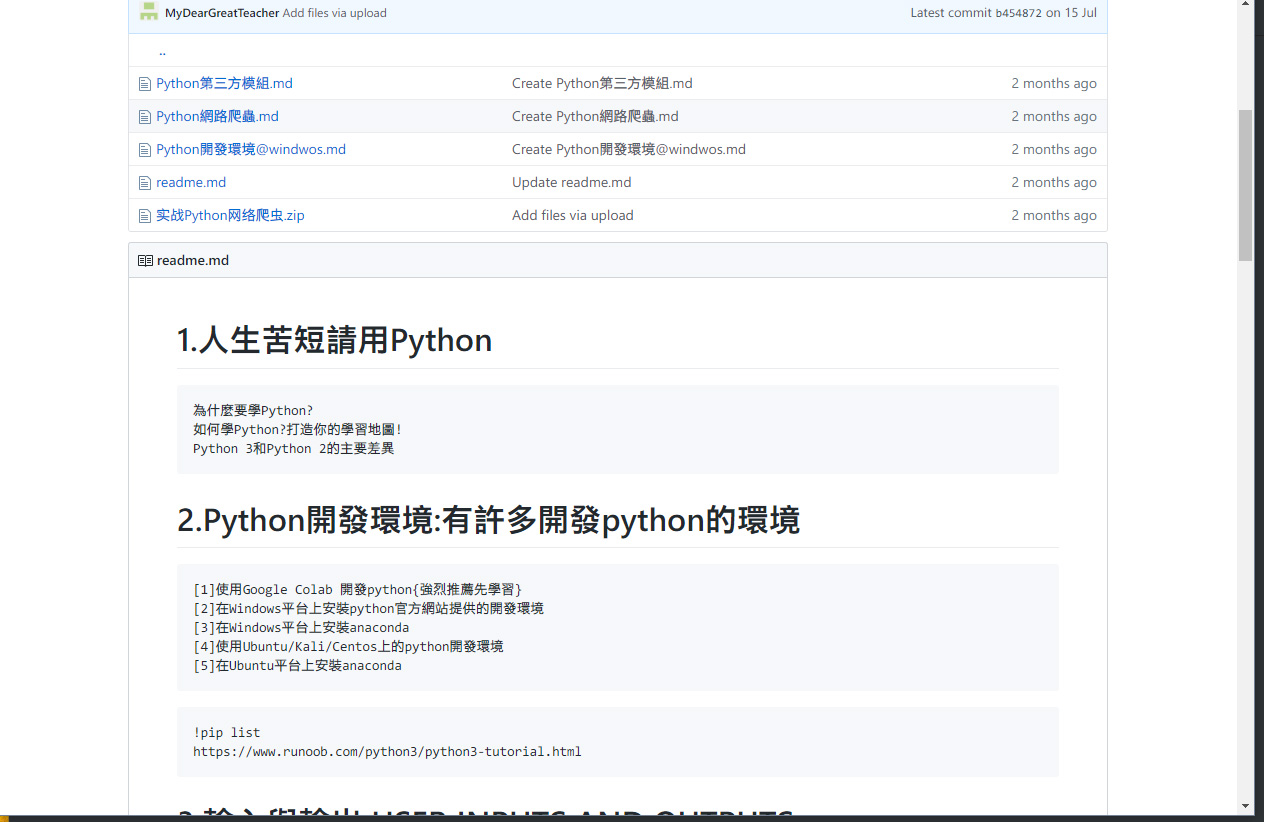 MyDearGreatTeacher Add files via upload Latest commit b454872 on 15 Jul
..
Python第三方模組.md Create Python第三方模組.md 2 months ago
Python網路爬蟲.md Create Python網路爬蟲.md 2 months ago
Python開發環境@windwos.md Create Python開發環境@windwos.md 2 months ago
readme.md Update readme.md 2 months ago
实战Python网络爬虫.zip Add files via upload 2 months ago
readme.md
1.人生苦短請用Python
為什麼要學Python?
如何學Python?打造你的學習地圖!
Python 3和Python 2的主要差異
2.Python開發環境:有許多開發python的環境
[1]使用Google Colab 開發python{強烈推薦先學習}
[2]在Windows平台上安裝python官方網站提供的開發環境
[3]在Windows平台上安裝anaconda
[4]使用Ubuntu/Kali/Centos上的python開發環境
[5]在Ubuntu平台上安裝anaconda
!pip list
https://www.runoob.com/python3/python3-tutorial.html
3.輸入與輸出 USER INPUTS AND OUTPUTS